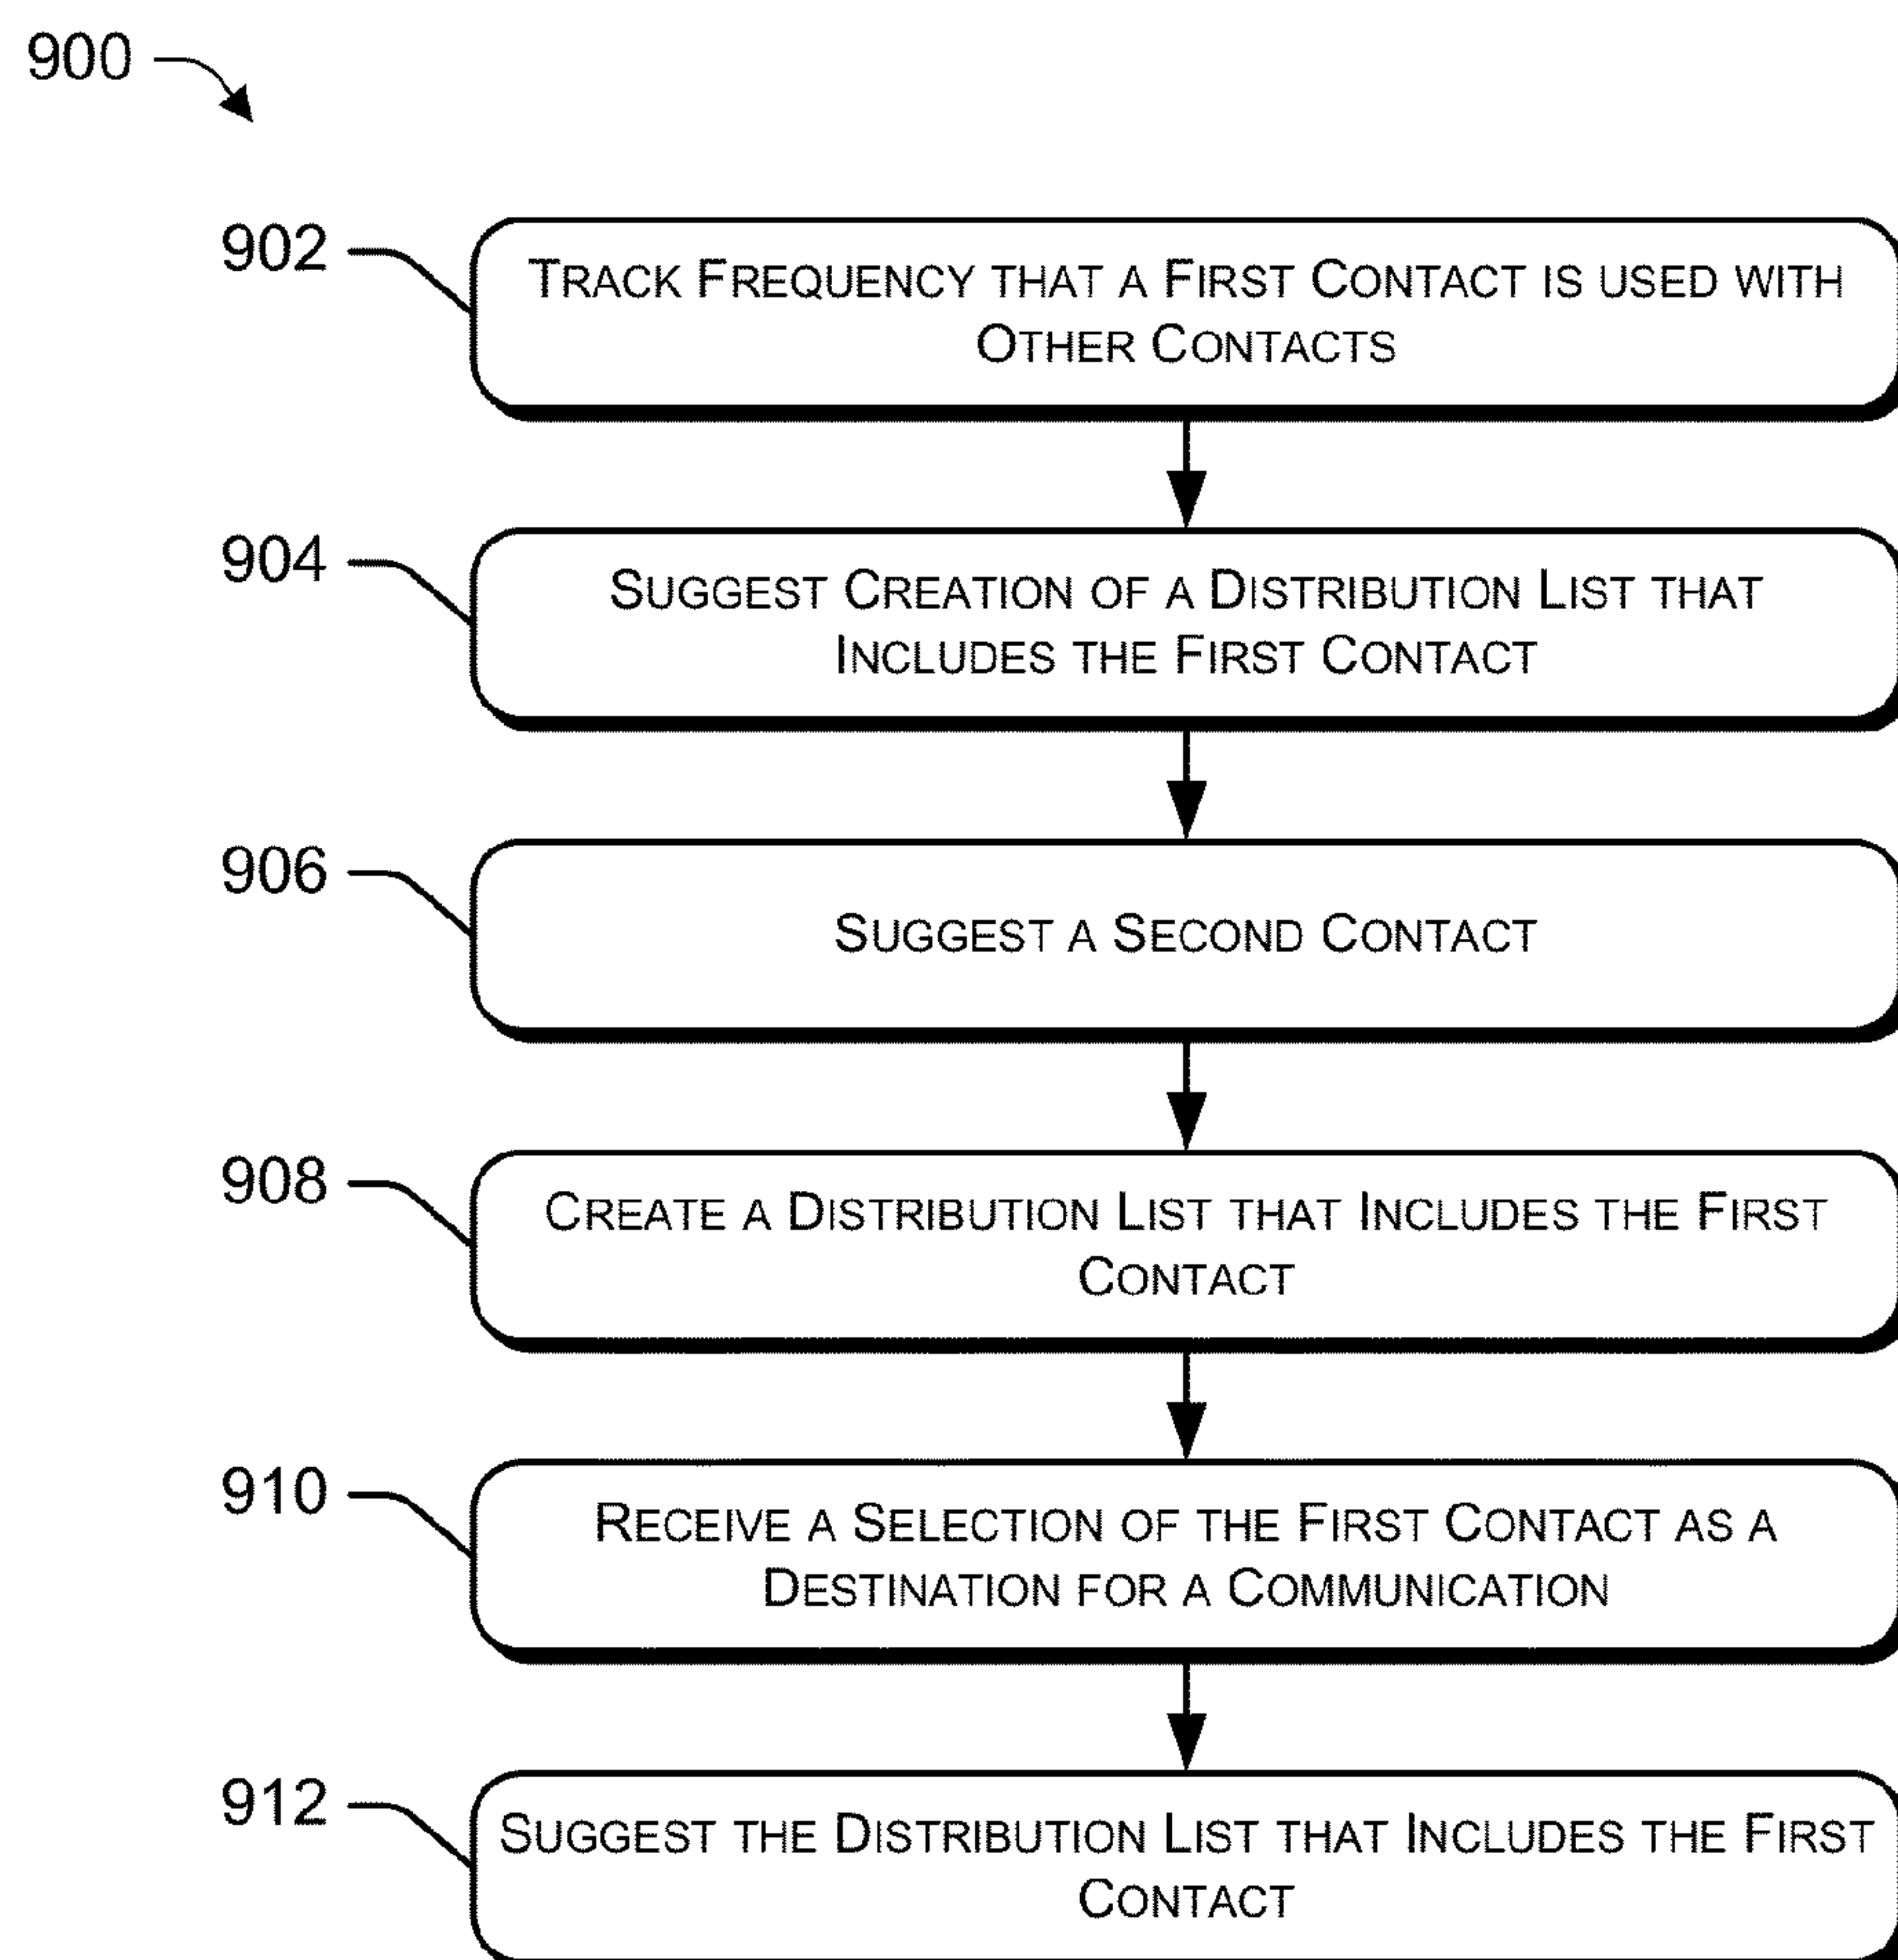 900
902
TRACK FREQUENCY THAT A FIRST CONTACT IS USED WITH
OTHER CONTACTS
904
SUGGEST CREATION OF A DISTRIBUTION LIST THAT
INCLUDES THE FIRST CONTACT
906
SUGGEST A SECOND CONTACT
908
CREATE A DISTRIBUTION LIST THAT INCLUDES THE FIRST
CONTACT
910
RECEIVE A SELECTION OF THE FIRST CONTACT AS A
DESTINATION FOR A COMMUNICATION
912
SUGGEST THE DISTRIBUTION LIST THAT INCLUDES THE FIRST
CONTACT